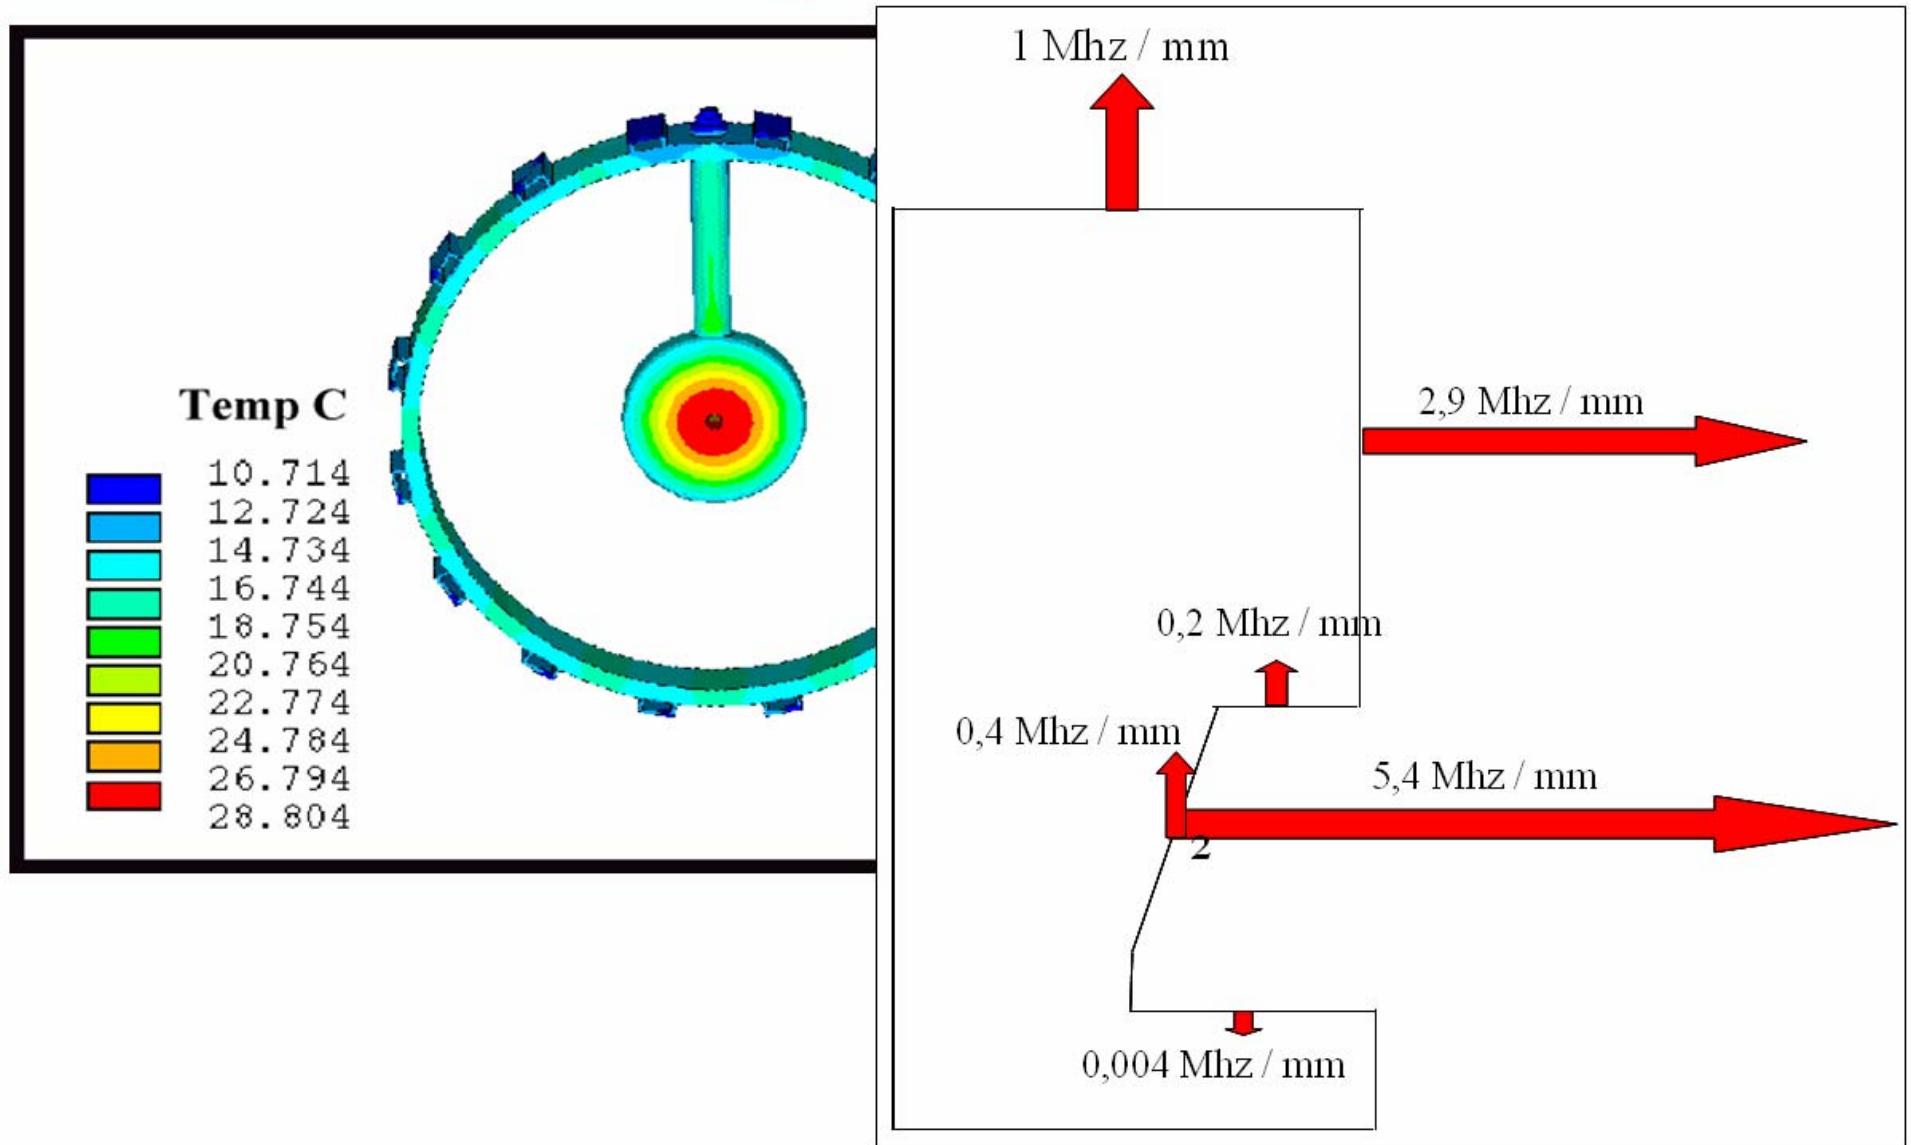 Temp C
10.714
12.724
14.734
16.744
18.754
20.764
22.774
24.784
26.794
28.804
1 Mhz / mm
2,9 Mhz / mm
0,2 Mhz / mm
0,4 Mhz / mm
5,4 Mhz / mm
2
0,004 Mhz / mm